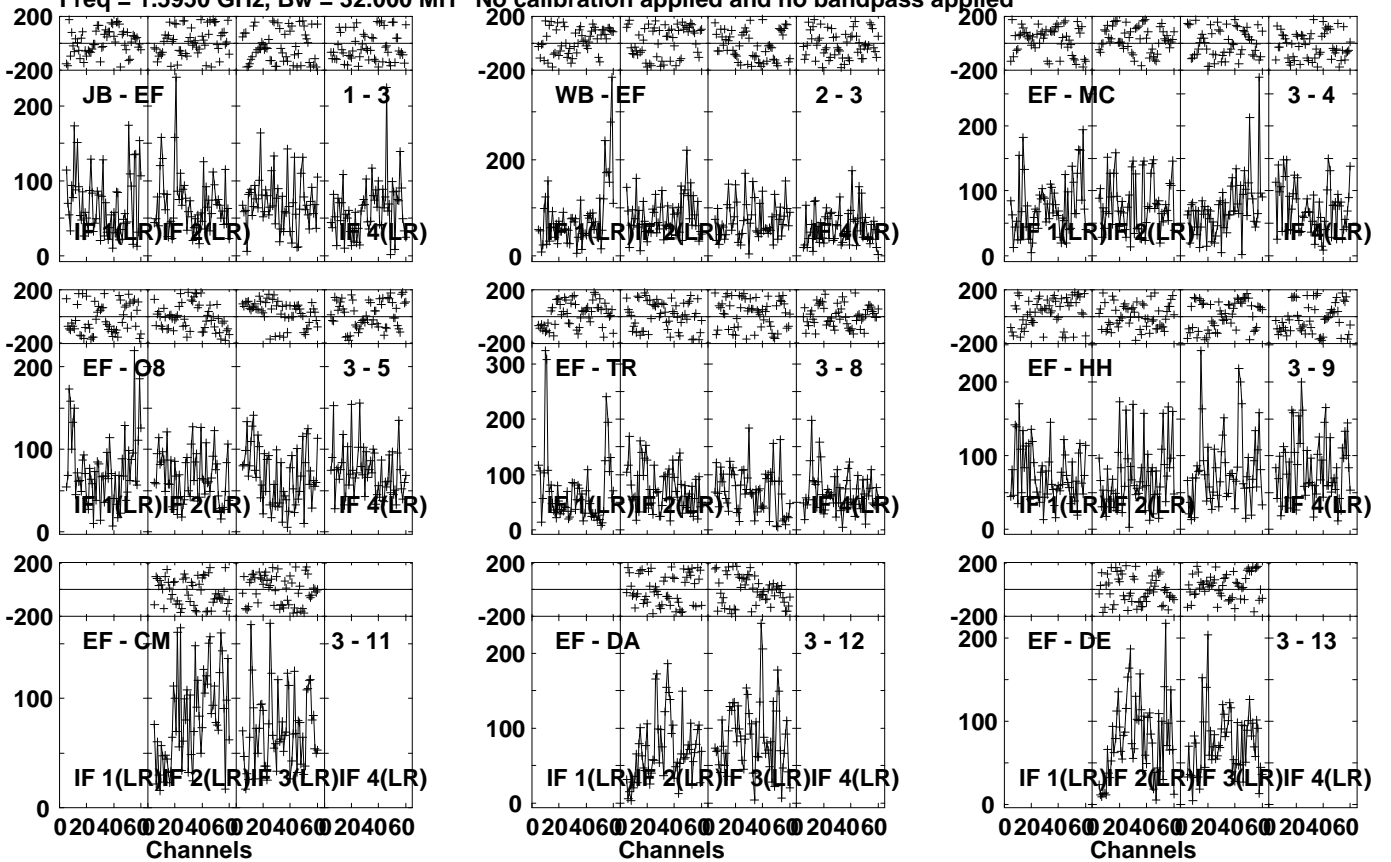 Freq = 1.5950 GHz, Bw = 32.000 MH No calibration applied and no bandpass applied
200
-200
JB - EF 1 - 3
200
100
0
IF 1(LR) IF 2(LR) IF 4(LR)
200
-200
WB - EF 2 - 3
200
0
IF 1(LR) IF 2(LR) IF 4(LR)
200
-200
EF - MC 3 - 4
200
100
0
IF 1(LR) IF 2(LR) IF 4(LR)
200
-200
EF - O8 3 - 5
200
100
0
IF 1(LR) IF 2(LR) IF 4(LR)
200
-200
EF - TR 3 - 8
300
200
100
0
IF 1(LR) IF 2(LR) IF 4(LR)
200
-200
EF - HH 3 - 9
200
100
0
IF 1(LR) IF 2(LR) IF 4(LR)
200
-200
EF - CM 3 - 11
100
0
IF 1(LR) IF 2(LR) IF 3(LR) IF 4(LR)
0 20 40 60 0 20 40 60 0 20 40 60 0 20 40 60
Channels
200
-200
EF - DA 3 - 12
200
100
0
IF 1(LR) IF 2(LR) IF 3(LR) IF 4(LR)
0 20 40 60 0 20 40 60 0 20 40 60 0 20 40 60
Channels
200
-200
EF - DE 3 - 13
200
100
0
IF 1(LR) IF 2(LR) IF 3(LR) IF 4(LR)
0 20 40 60 0 20 40 60 0 20 40 60 0 20 40 60
Channels